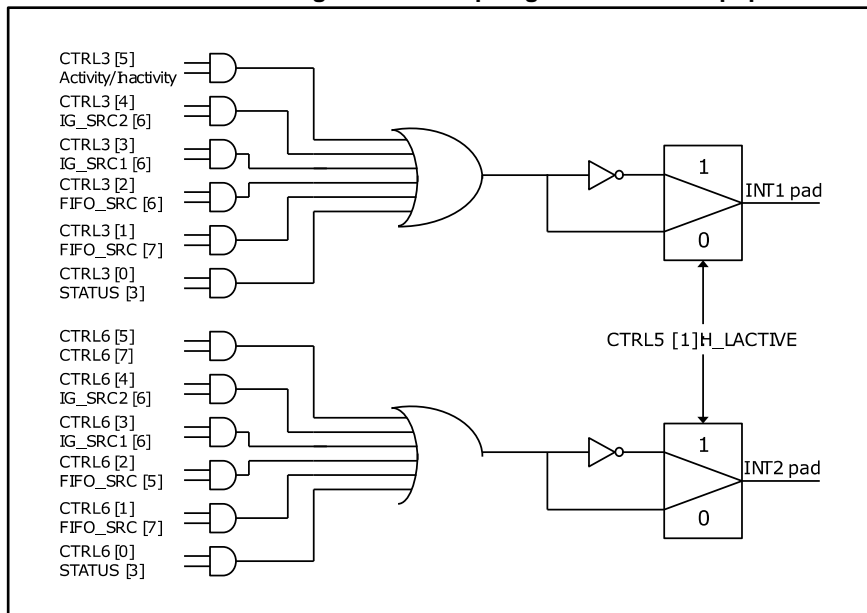 CTRL3 [5]
Activity/Inactivity
CTRL3 [4]
IG_SRC2 [6]
CTRL3 [3]
IG_SRC1 [6]
CTRL3 [2]
FIFO_SRC [6]
CTRL3 [1]
FIFO_SRC [7]
CTRL3 [0]
STATUS [3]
1
0
INT1 pad
CTRL5 [1]:H_LACTIVE
CTRL6 [5]
CTRL6 [7]
CTRL6 [4]
IG_SRC2 [6]
CTRL6 [3]
IG_SRC1 [6]
CTRL6 [2]
FIFO_SRC [5]
CTRL6 [1]
FIFO_SRC [7]
CTRL6 [0]
STATUS [3]
1
0
INT2 pad